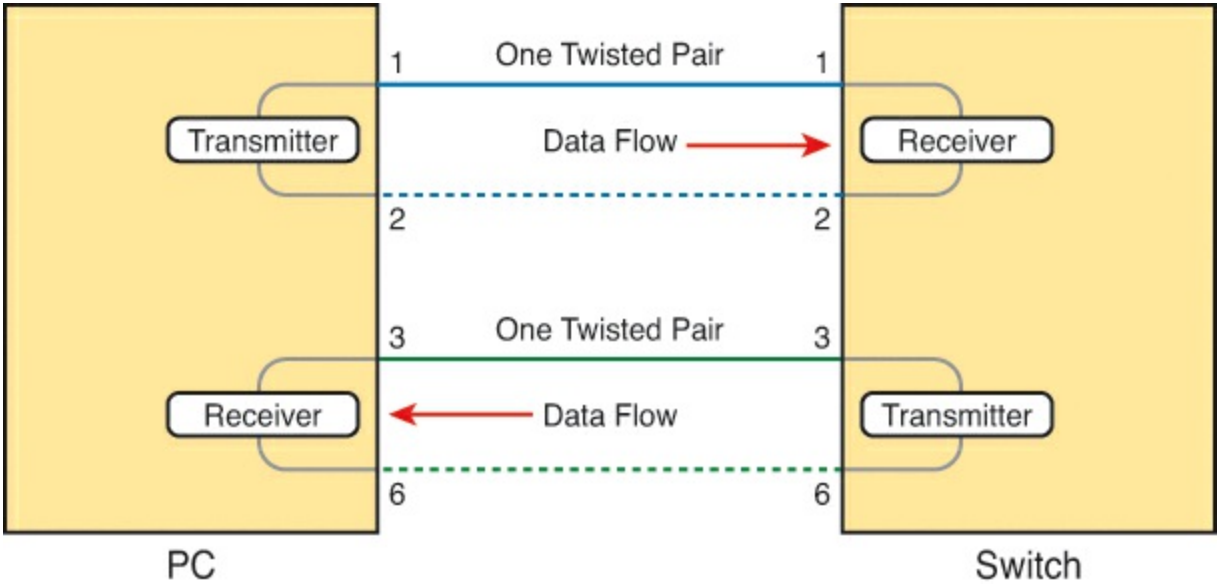 1 One Twisted Pair 1
Transmitter Data Flow Receiver
2 2
3 One Twisted Pair 3
Receiver Data Flow Transmitter
6 6
PC Switch